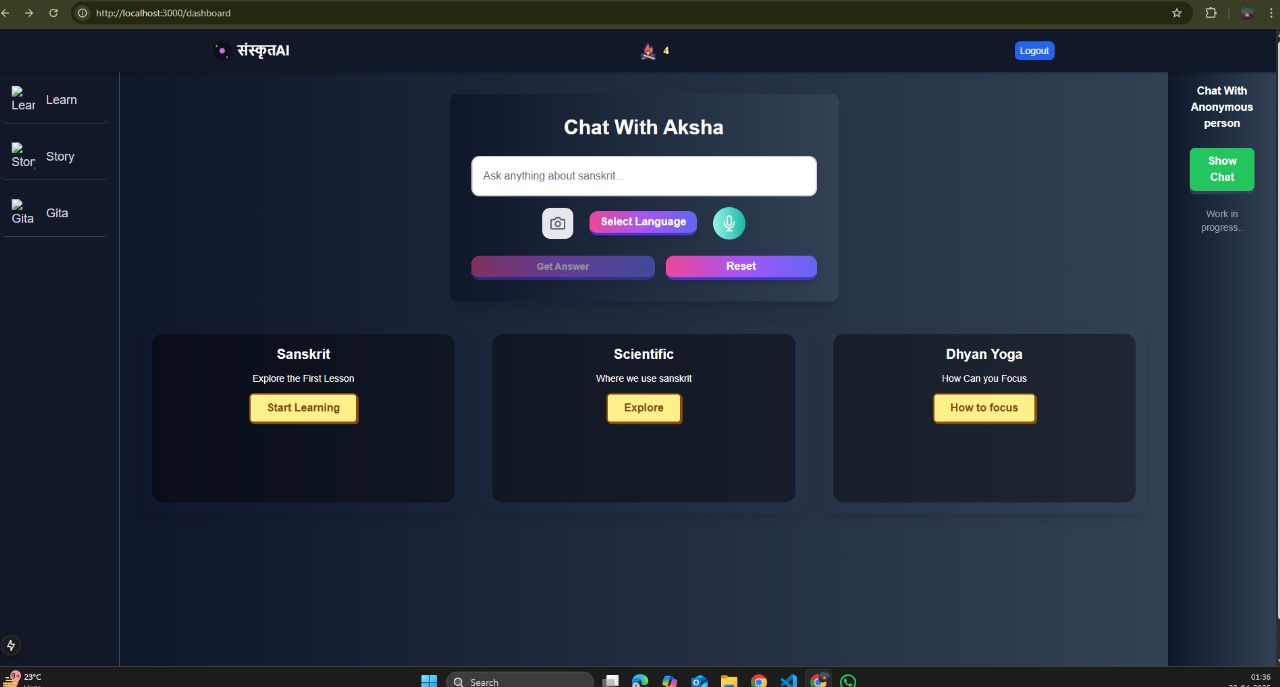 http://localhost:3000/dashboard
संस्कृतAI
4
Logout
Lear
Learn
Story
Gita
Gita
Chat With Aksha
Ask anything about sanskrit...
Select Language
Get Answer
Reset
Chat With
Anonymous
person
Show
Chat
Work in
progress..
Sanskrit
Explore the First Lesson
Start Learning
Scientific
Where we use sanskrit
Explore
Dhyan Yoga
How Can you Focus
How to focus
23°C
Search
01:36